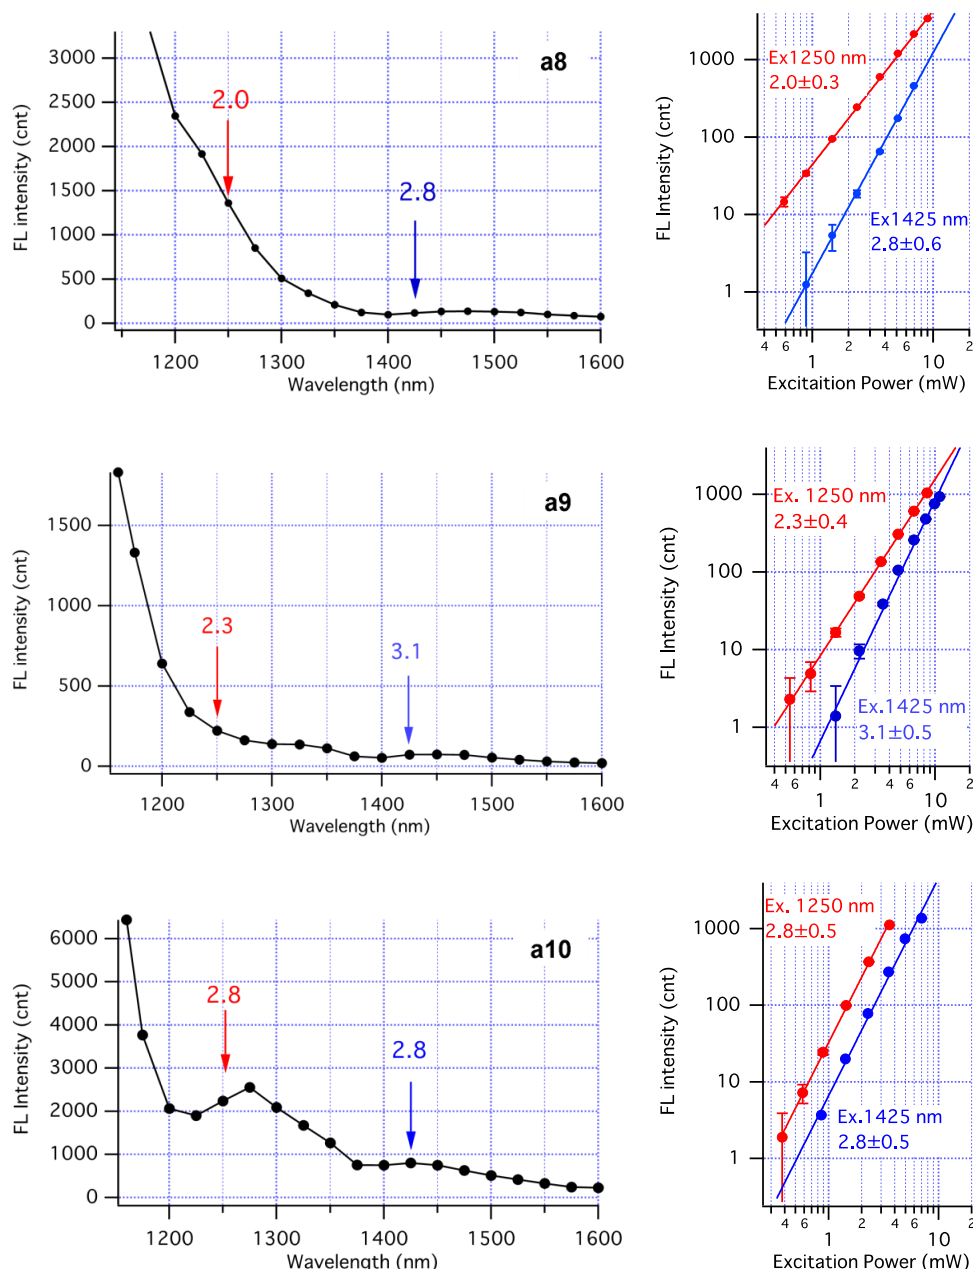 3000
2500
2000
1500
1000
500
0
FL intensity (cnt)
a8
2.0
2.8
1200
1300
1400
1500
1600
Wavelength (nm)
1000
100
10
1
FL Intensity (cnt)
Ex1250 nm
2.0±0.3
Ex1425 nm
2.8±0.6
4 6 1 2 4 6 10 2
Excitaition Power (mW)
1500
1000
500
0
FL intensity (cnt)
a9
2.3
3.1
1200
1300
1400
1500
1600
Wavelength (nm)
1000
100
10
1
FL Intensity (cnt)
Ex. 1250 nm
2.3±0.4
Ex.1425 nm
3.1±0.5
4 6 1 2 4 6 10 2
Excitation Power (mW)
6000
5000
4000
3000
2000
1000
0
FL Intensity (cnt)
a10
2.8
2.8
1200
1300
1400
1500
1600
Wavelength (nm)
1000
100
10
1
FL intensity (cnt)
Ex. 1250 nm
2.8±0.5
Ex.1425 nm
2.8±0.5
4 6 1 2 4 6 10 2
Excitation Power (mW)